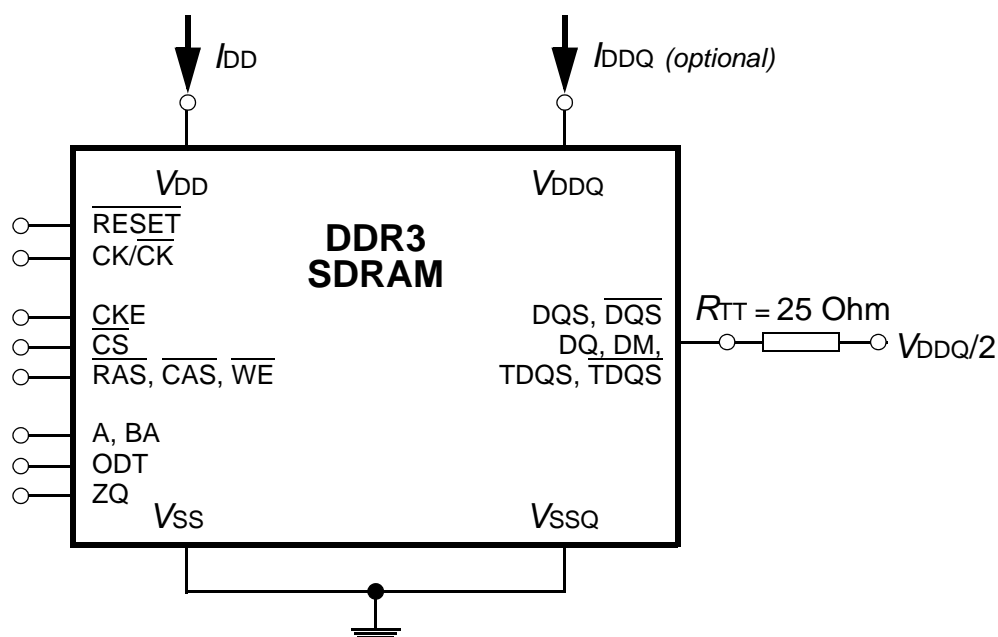 IDD
IDDQ (optional)
VDD
VDDQ
RESET
CK/CK
DDR3
SDRAM
CKE
CS
RAS, CAS, WE
DQS, DQS
DQ, DM,
TDQS, TDQS
RTT = 25 Ohm
VDDQ/2
A, BA
ODT
ZQ
VSS
VSSQ